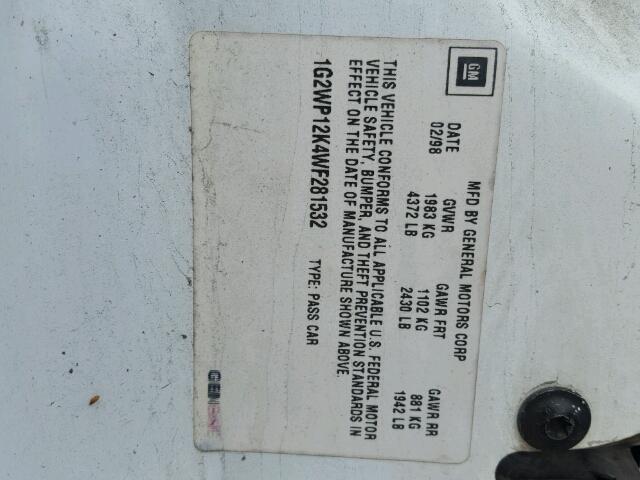 GM
MFD BY GENERAL MOTORS CORP
DATE GVWR GAWR FRT GAWR RR
02/98 1983 KG 1102 KG 881 KG
4372 LB 2430 LB 1942 LB
THIS VEHICLE CONFORMS TO ALL APPLICABLE U.S. FEDERAL MOTOR
VEHICLE SAFETY, BUMPER, AND THEFT PREVENTION STANDARDS IN
EFFECT ON THE DATE OF MANUFACTURE SHOWN ABOVE.
1G2WP12K4WF281532 TYPE: PASS CAR